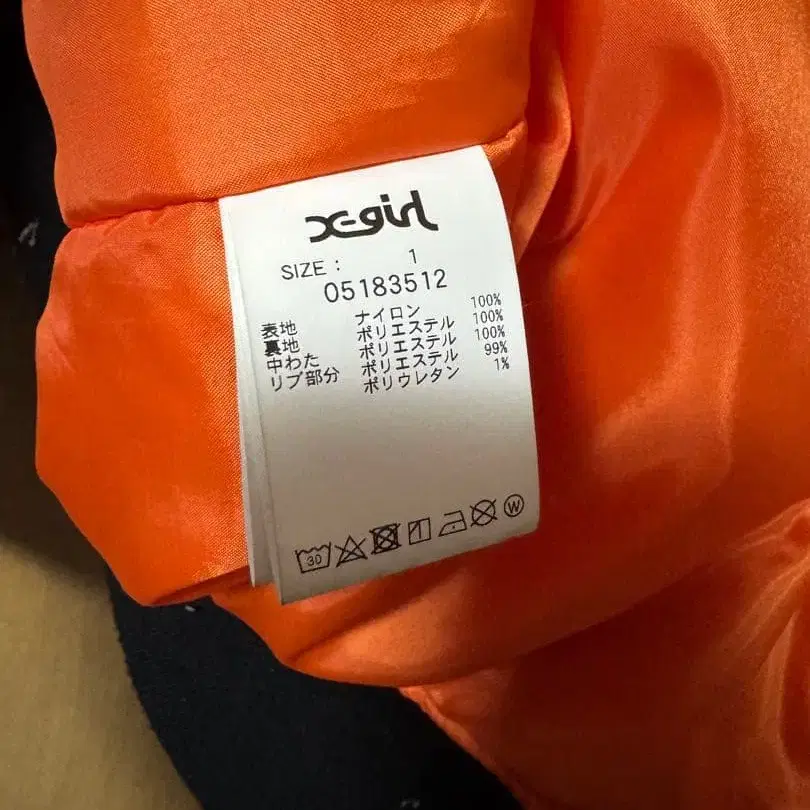 X-girl
SIZE : 1
05183512
表地 ナイロン 100%
裏地 ポリエステル 100%
中わた ポリエステル 100%
リブ部分 ポリエステル 99%
ポリウレタン 1%
30 W